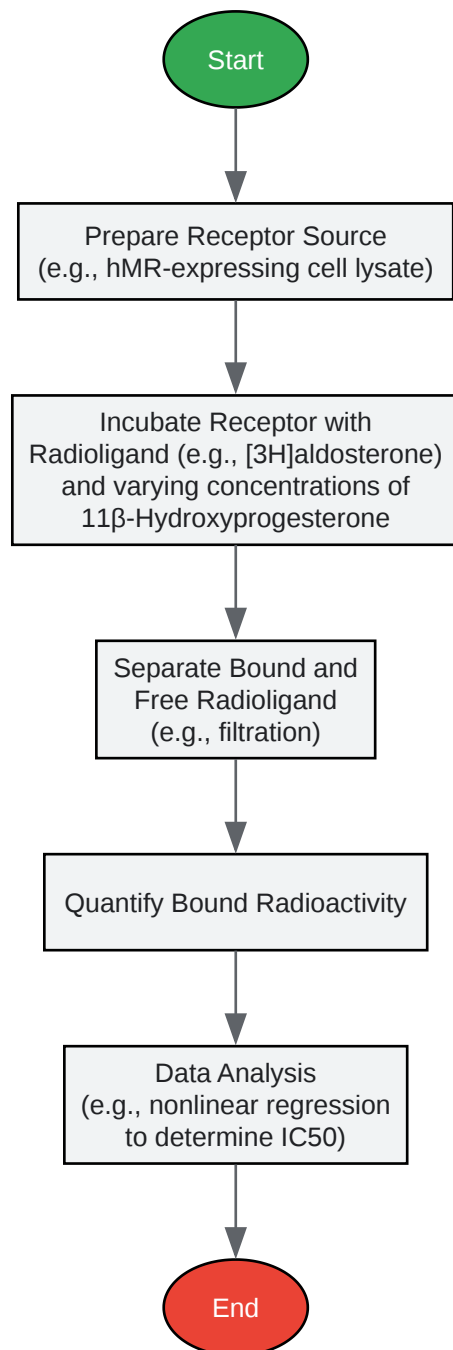 Start
Prepare Receptor Source
(e.g., hMR-expressing cell lysate)
Incubate Receptor with
Radioligand (e.g., [3H]aldosterone)
and varying concentrations of
11β-Hydroxyprogesterone
Separate Bound and
Free Radioligand
(e.g., filtration)
Quantify Bound Radioactivity
Data Analysis
(e.g., nonlinear regression
to determine IC50)
End